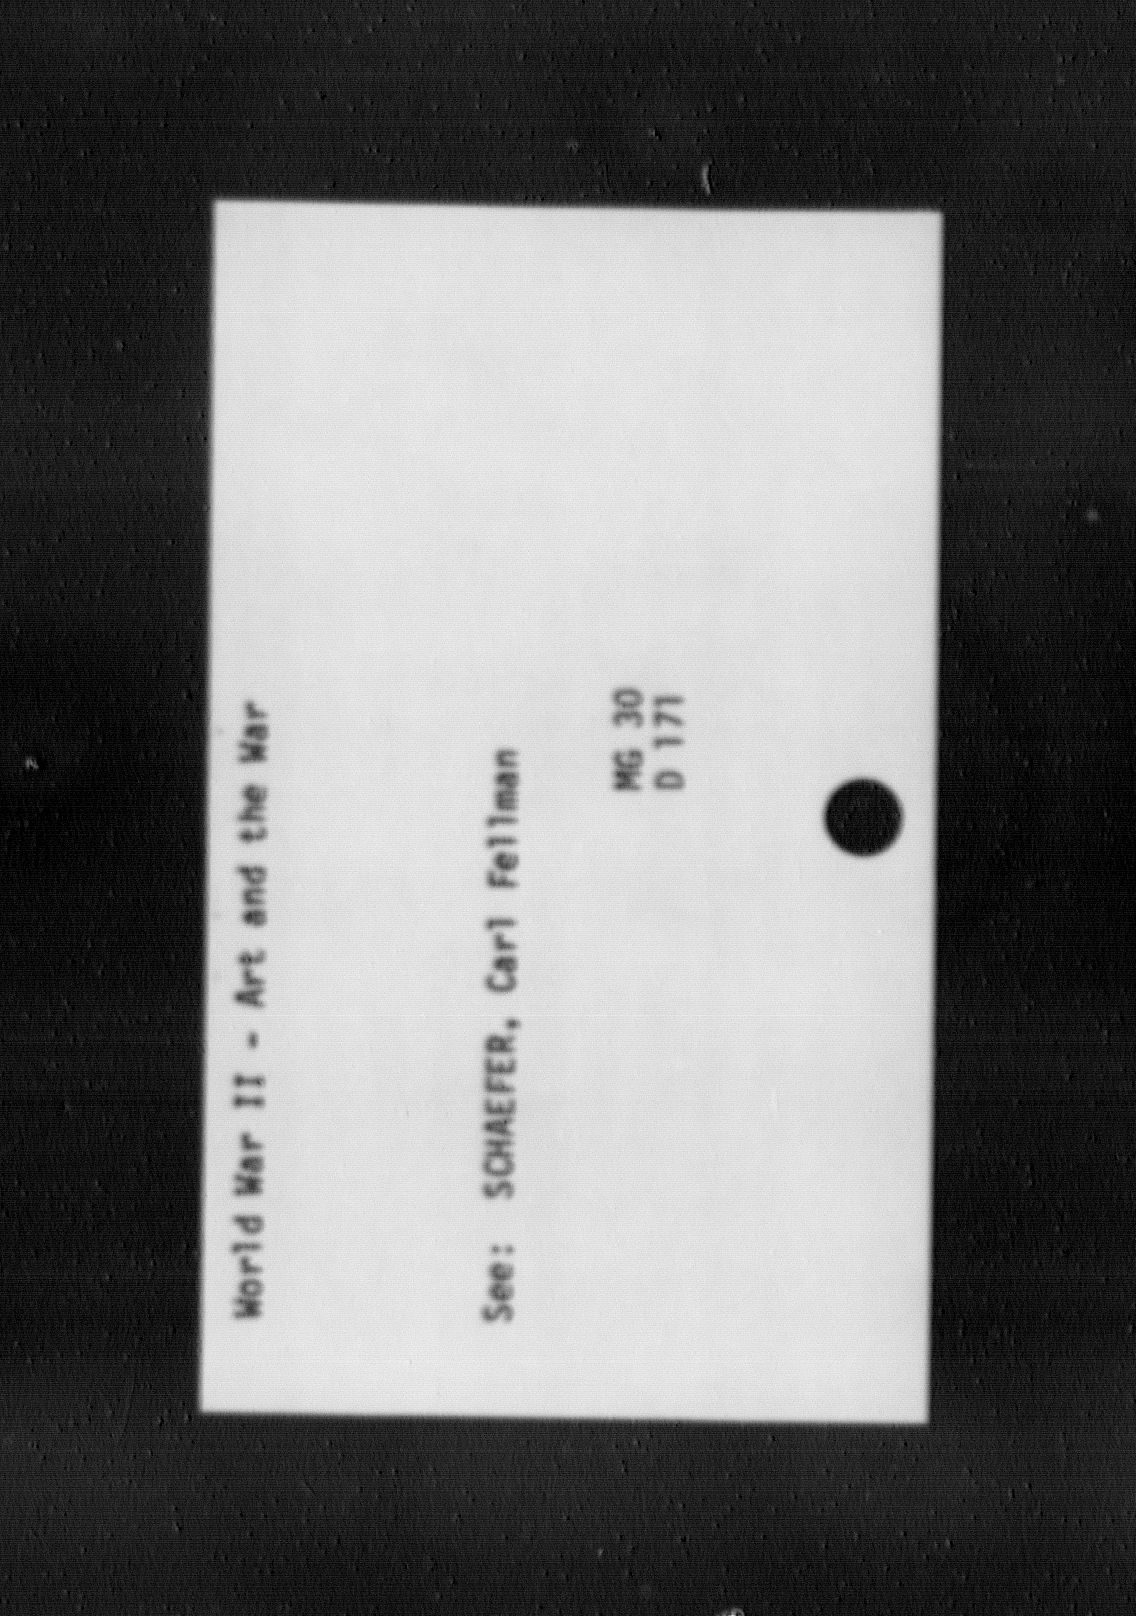 World War II - Art and the War
See: SCHAEFER, Carl Fellman
MG 30
D 171